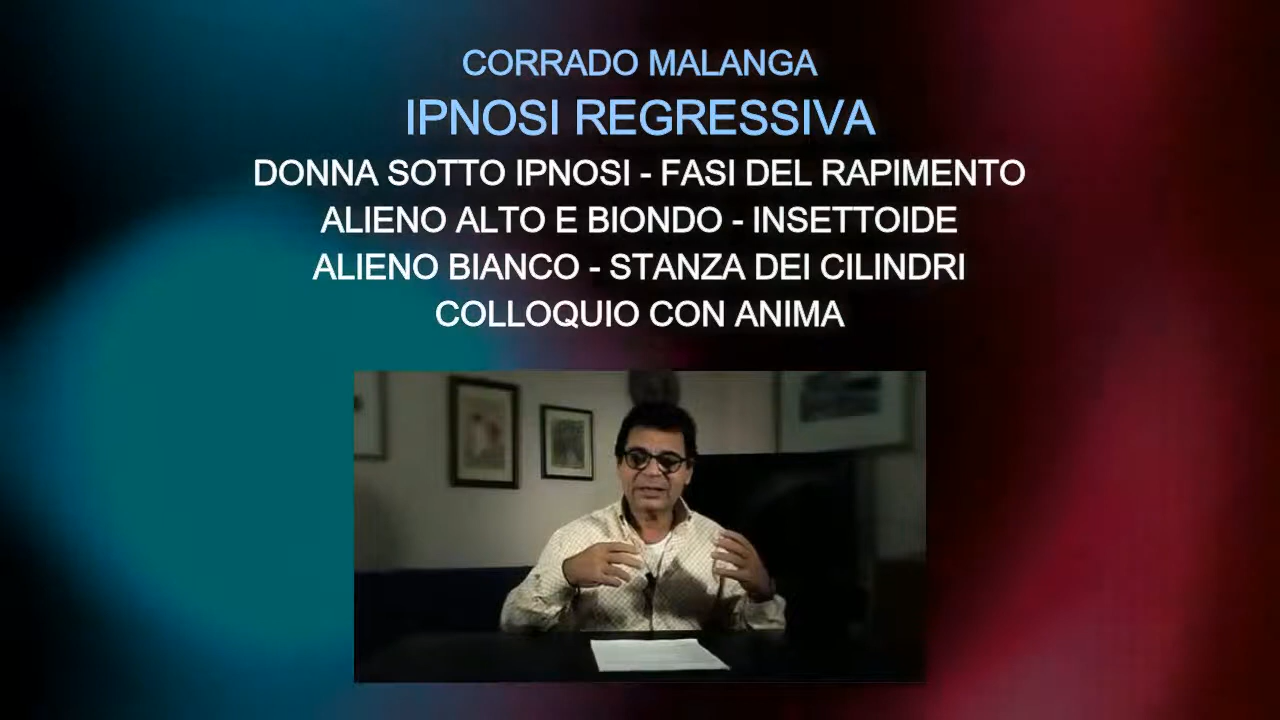 CORRADO MALANGA
IPNOSI REGRESSIVA
DONNA SOTTO IPNOSI - FASI DEL RAPIMENTO
ALIENO ALTO E BIONDO - INSETTOIDE
ALIENO BIANCO - STANZA DEI CILINDRI
COLLOQUIO CON ANIMA